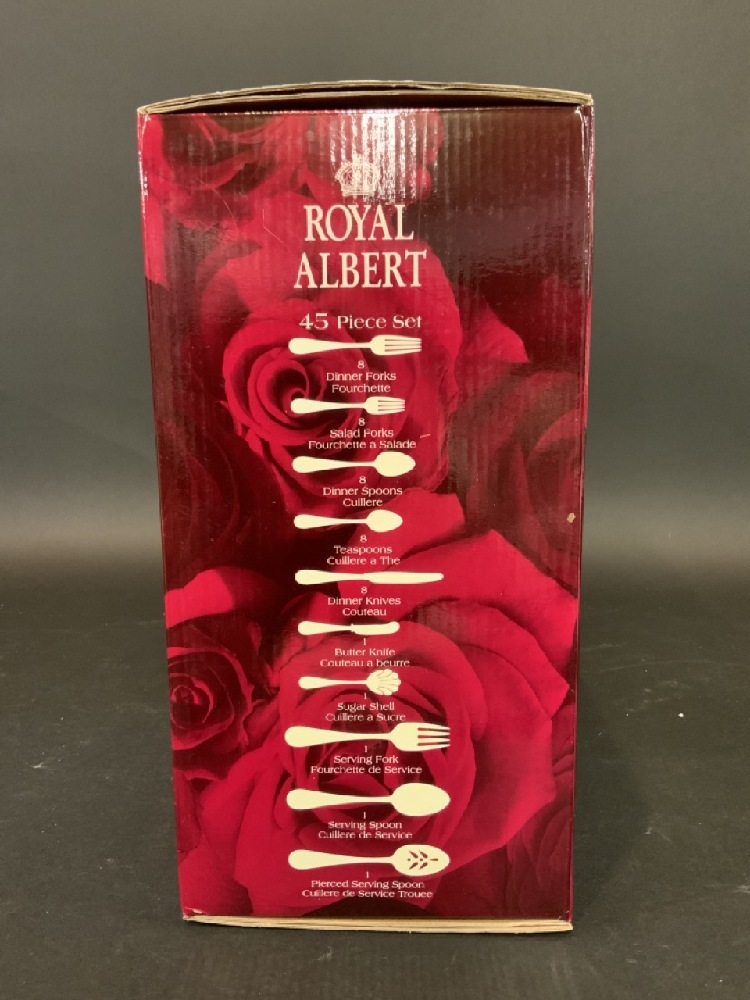 ROYAL
ALBERT
45 Piece Set
8
Dinner Forks
Fourchette
8
Salad Forks
Fourchette a Salade
8
Dinner Spoons
Cuillere
8
Teaspoons
Cuillere a The
8
Dinner Knives
Couteau
1
Butter Knife
Couteau a beurre
1
Sugar Shell
Cuillere a Sucre
1
Serving Fork
Fourchette de Service
1
Serving Spoon
Cuillere de Service
1
Pierced Serving Spoon
Cuillere de Service Trouee